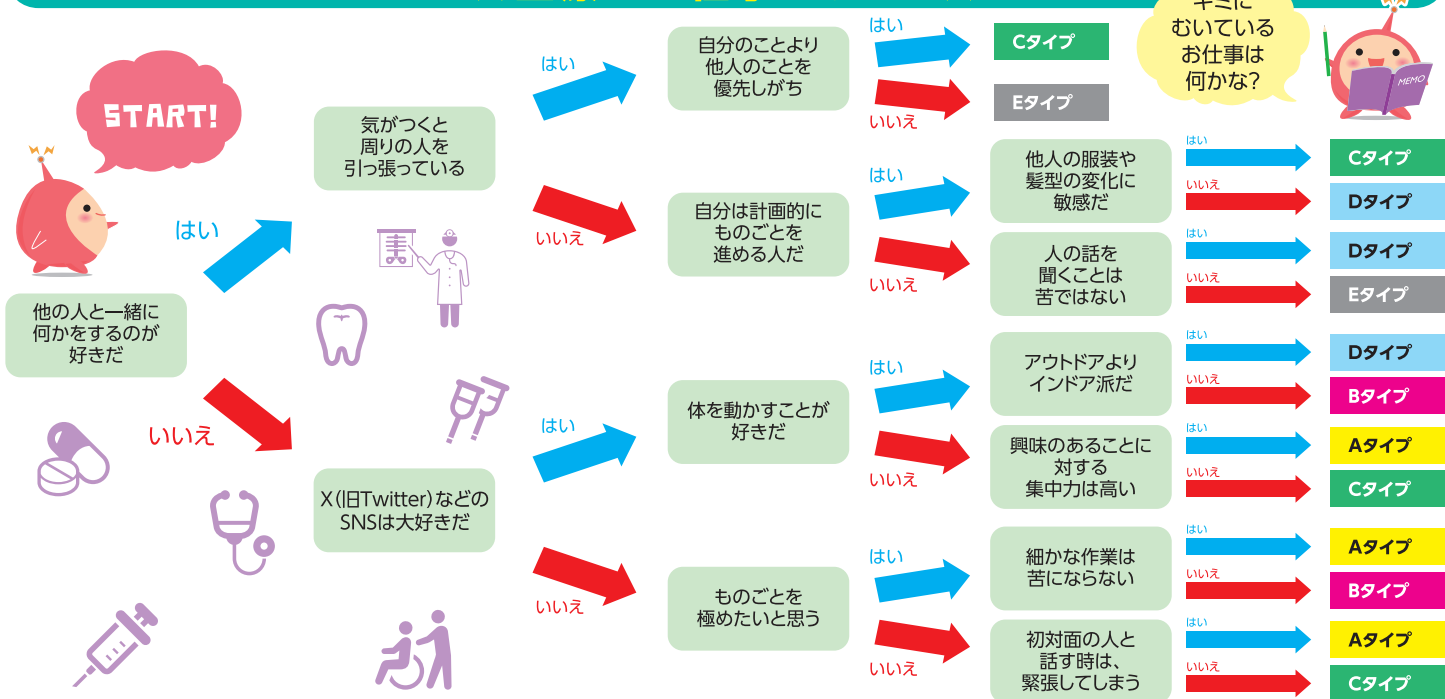 キミに
むいている
お仕事は
何かな?
MEMO
START!
他の人と一緒に
何かをするのが
好きだ
はい
いいえ
気がつくと
周りの人を
引っ張っている
はい
いいえ
X(旧Twitter)などの
SNSは大好きだ
はい
いいえ
自分のことより
他人のことを
優先しがち
はい
Cタイプ
いいえ
Eタイプ
自分は計画的に
ものごとを
進める人だ
はい
いいえ
他人の服装や
髪型の変化に
敏感だ
はい
Cタイプ
いいえ
Dタイプ
人の話を
聞くことは
苦ではない
はい
Dタイプ
いいえ
Eタイプ
体を動かすことが
好きだ
はい
いいえ
アウトドアより
インドア派だ
はい
Dタイプ
いいえ
Bタイプ
興味のあることに
対する
集中力は高い
はい
Aタイプ
いいえ
Cタイプ
ものごとを
極めたいと思う
はい
いいえ
細かな作業は
苦にならない
はい
Aタイプ
いいえ
Bタイプ
初対面の人と
話す時は、
緊張してしまう
はい
Aタイプ
いいえ
Cタイプ